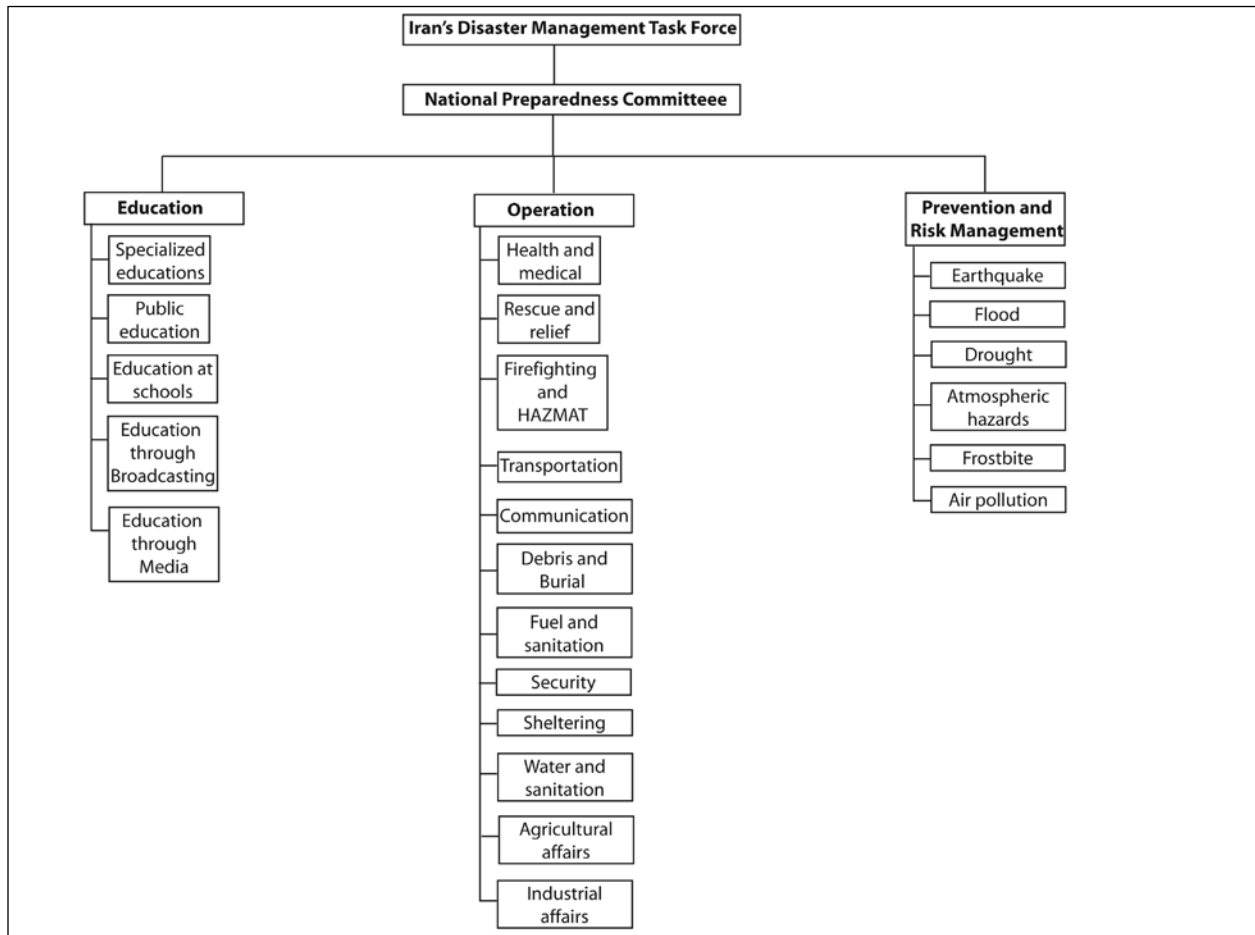 Iran's Disaster Management Task Force
National Preparedness Committeee
Education
Specialized
educations
Public
education
Education at
schools
Education
through
Broadcasting
Education
through
Media
Operation
Health and
medical
Rescue and
relief
Firefighting
and
HAZMAT
Transportation
Communication
Debris and
Burial
Fuel and
sanitation
Security
Sheltering
Water and
sanitation
Agricultural
affairs
Industrial
affairs
Prevention and
Risk Management
Earthquake
Flood
Drought
Atmospheric
hazards
Frostbite
Air pollution